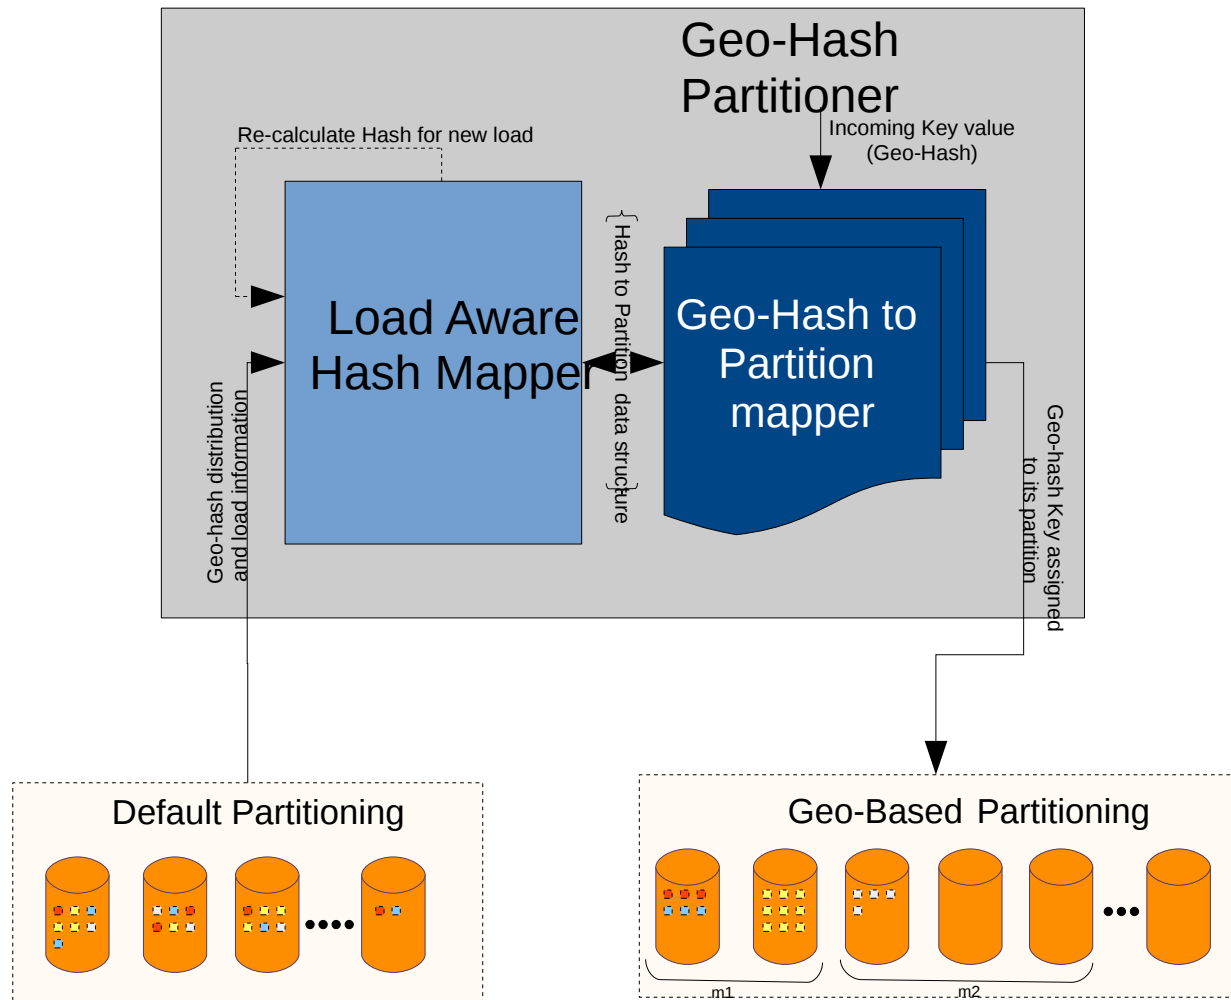 Geo-Hash
Partitioner
Incoming Key value
(Geo-Hash)
Re-calculate Hash for new load
Load Aware
Hash Mapper
Hash to Partition data structure
Geo-Hash to
Partition
mapper
Geo-hash distribution
and load information
Geo-hash Key assigned
to its partition
Default Partitioning
Geo-Based Partitioning
m1
m2